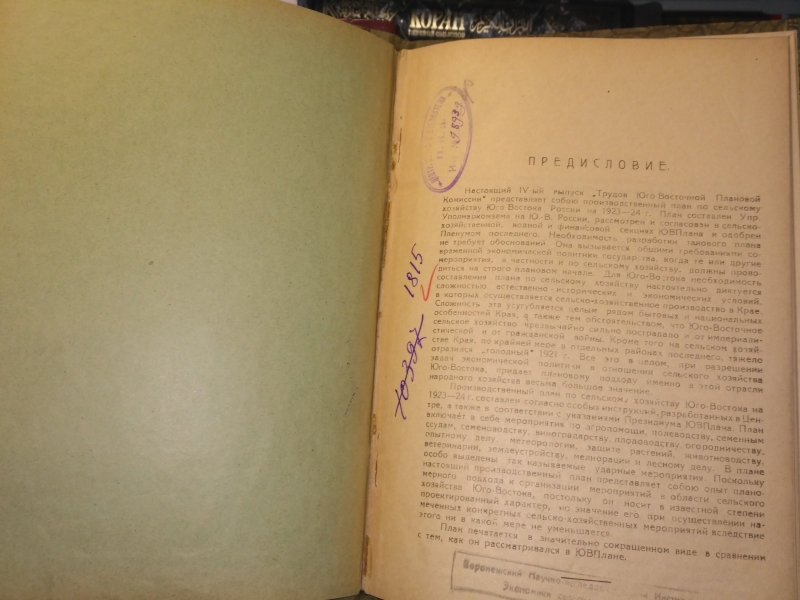 КОРАН
69989
ПРЕДИСЛОВИЕ.
Настоящий IV-ый выпуск „Трудов Юго-Восточной Плановой
Комиссии" представляет собою производственный план по сельскому
хозяйству Юго-Востока России на 1923—24 г. План составлен Упр.
Уполнаркомзема на Ю.-В. России, рассмотрен и согласован в сельско-
хозяйственной, водной и финансовой секциях ЮВПлана и одобрен
Пленумом последнего. Необходимость разработки такового плана
не требует обоснований. Она вызывается общими требованиями со-
временной экономической политики государства, когда те или другие
мероприятия, в частности и по сельскому хозяйству, должны прово-
диться на строго плановом начале. Для Юго-Востока необходимость
составления плана по сельскому хозяйству настоятельно диктуется
сложностью естественно-исторических и экономических условий,
в которых осуществляется сельско-хозяйственное производство в Крае.
Сложность эта усугубляется целым рядом бытовых и национальных
особенностей Края, а также тем обстоятельством, что Юго-Восточное
сельское хозяйство чрезвычайно сильно пострадало и от империали-
стической и от гражданской войны. Кроме того на сельском хозяй-
стве Края, по крайней мере в отдельных районах последнего, тяжело
отразился „голодный" 1921 г. Все это в целом, при разрешении
задач экономической политики в отношении сельского хозяйства
Юго-Востока, придает плановому подходу именно к этой отрасли
народного хозяйства весьма большое значение.
Производственный план по сельскому хозяйству Юго-Востока на
1923—24 г. составлен согласно особых инструкций, разработанных в Цен-
тре, а также в соответствии с указаниями Президиума ЮВПлана. План
включает в себе мероприятия по агропомощи, полеводству, семенным
ссудам, семеноводству, виноградарству, плодоводству, огородничеству,
опытному делу, метеорологии, защите растений, животноводству,
ветеринарии, землеустройству, мелиорации и лесному делу. В плане
особо выделены так называемые ударные мероприятия. Поскольку
настоящий производственный план представляет собою опыт плано-
мерного подхода к организации мероприятий в области сельского
хозяйства Юго-Востока, постольку он носит в известной степени
проектированный характер, но значение его при осуществлении на-
меченных конкретных сельско-хозяйственных мероприятий вследствие
этого ни в какой мере не уменьшается.
План печатается в значительно сокращенном виде в сравнении
с тем, как он рассматривался в ЮВПлане.
1815
10392
Воронежский Научно
Экономики